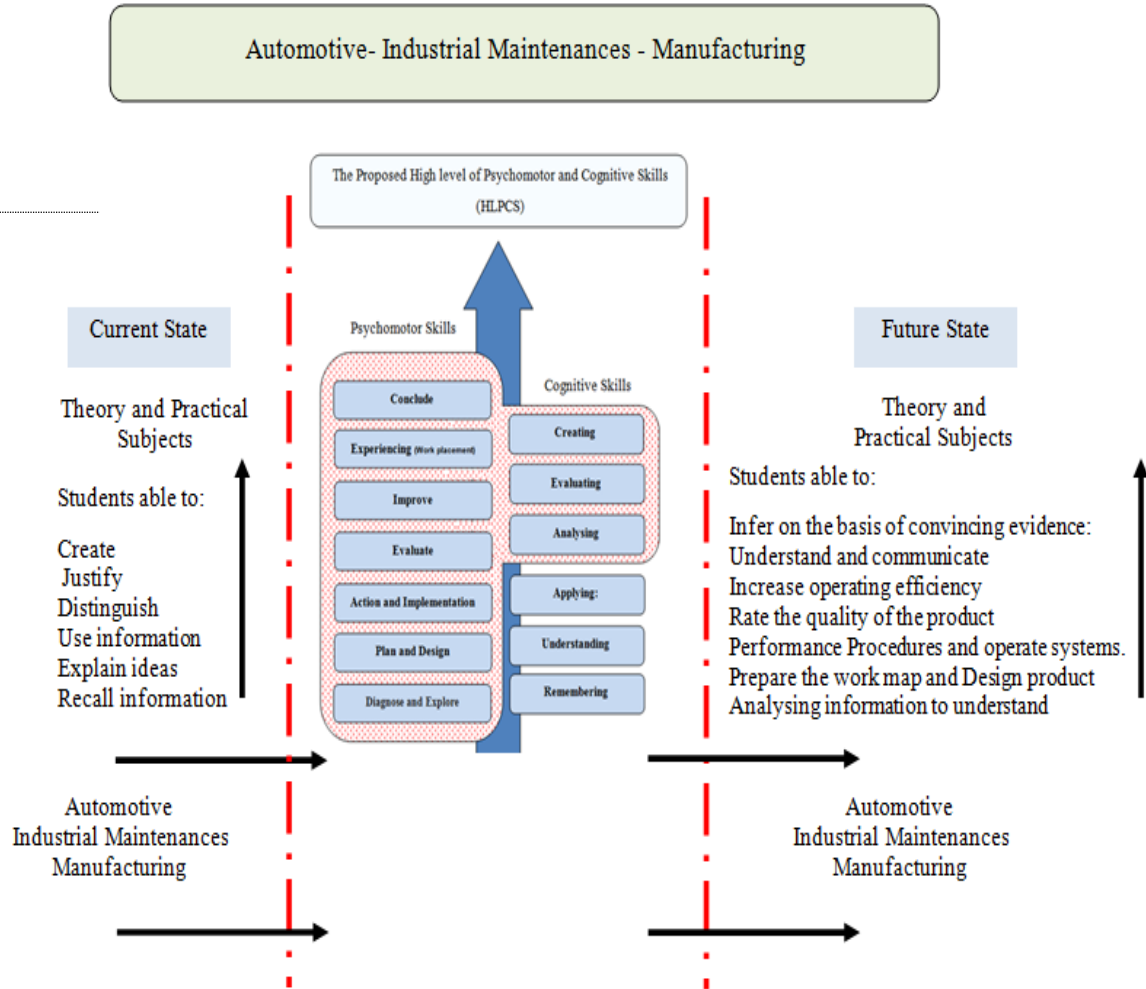 Automotive- Industrial Maintenances - Manufacturing
The Proposed High level of Psychomotor and Cognitive Skills
(HLPCS)
Current State
Theory and Practical
Subjects
Students able to:
Create
Justify
Distinguish
Use information
Explain ideas
Recall information
Automotive
Industrial Maintenances
Manufacturing
Psychomotor Skills
Conclude
Experiencing (Work placement)
Improve
Evaluate
Action and Implementation
Plan and Design
Diagnose and Explore
Cognitive Skills
Creating
Evaluating
Analysing
Applying:
Understanding
Remembering
Future State
Theory and
Practical Subjects
Students able to:
Infer on the basis of convincing evidence:
Understand and communicate
Increase operating efficiency
Rate the quality of the product
Performance Procedures and operate systems.
Prepare the work map and Design product
Analysing information to understand
Automotive
Industrial Maintenances
Manufacturing